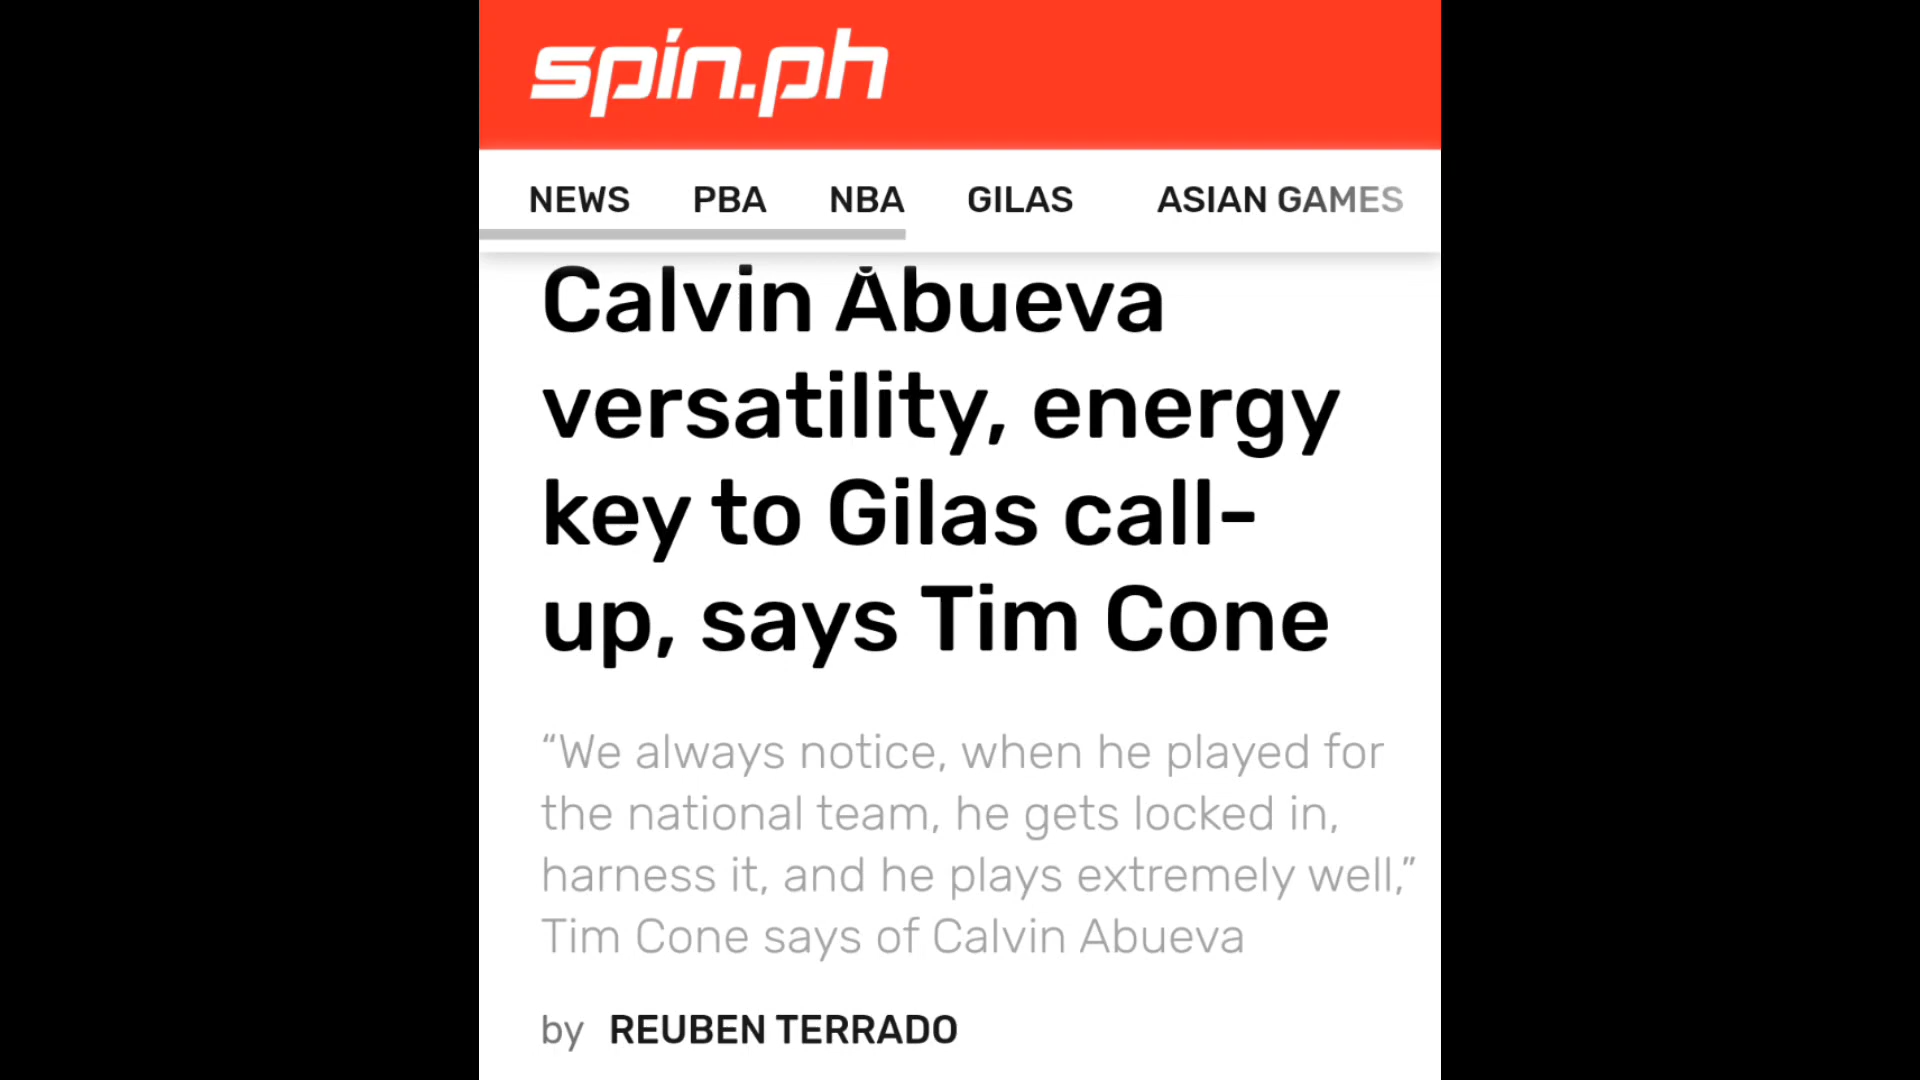 spin.ph
NEWS PBA NBA GILAS ASIAN GAMES
Calvin Abueva
versatility, energy
key to Gilas call-
up, says Tim Cone
“We always notice, when he played for
the national team, he gets locked in,
harness it, and he plays extremely well,”
Tim Cone says of Calvin Abueva
by REUBEN TERRADO